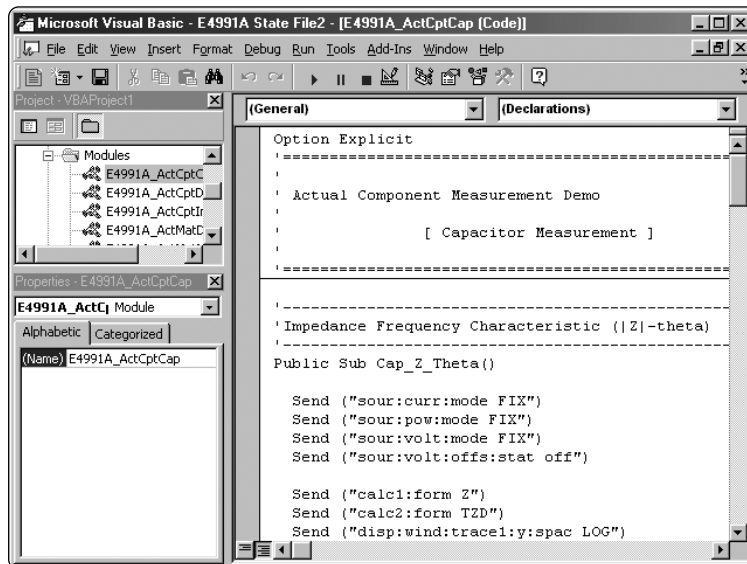 Microsoft Visual Basic - E4991A State File2 - [E4991A_ActCptCap (Code)]
File Edit View Insert Format Debug Run Tools Add-Ins Window Help
Project - VBAProject1
Modules
E4991A_ActCptC
E4991A_ActCptD
E4991A_ActCptIr
E4991A_ActMatD
Properties - E4991A_ActCptCap
E4991A_ActC Module
Alphabetic Categorized
(Name) E4991A_ActCptCap
(General) (Declarations)
Option Explicit
'==================================================
'
' Actual Component Measurement Demo
'
' [ Capacitor Measurement ]
'
'==================================================
'--------------------------------------------------
'Impedance Frequency Characteristic (|Z|-theta)
'--------------------------------------------------
Public Sub Cap_Z_Theta()
Send ("sour:curr:mode FIX")
Send ("sour:pow:mode FIX")
Send ("sour:volt:mode FIX")
Send ("sour:volt:offs:stat off")
Send ("calc1:form Z")
Send ("calc2:form TZD")
Send ("disp:wind:trace1:y:spac LOG")